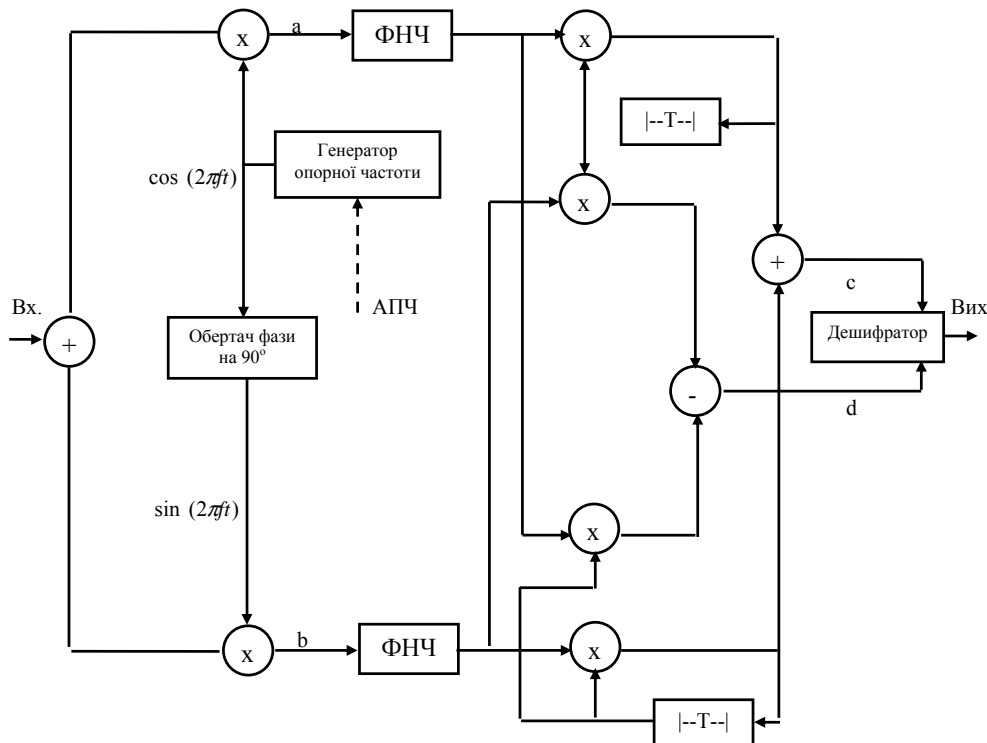 x
a
ФНЧ
x
|--T--|
Генератор
опорної частоти
cos (2πft)
x
+
c
Вх.
АПЧ
Вих
+
Обертач фази
на 90°
Дешифратор
-
d
sin (2πft)
x
b
x
ФНЧ
x
|--T--|